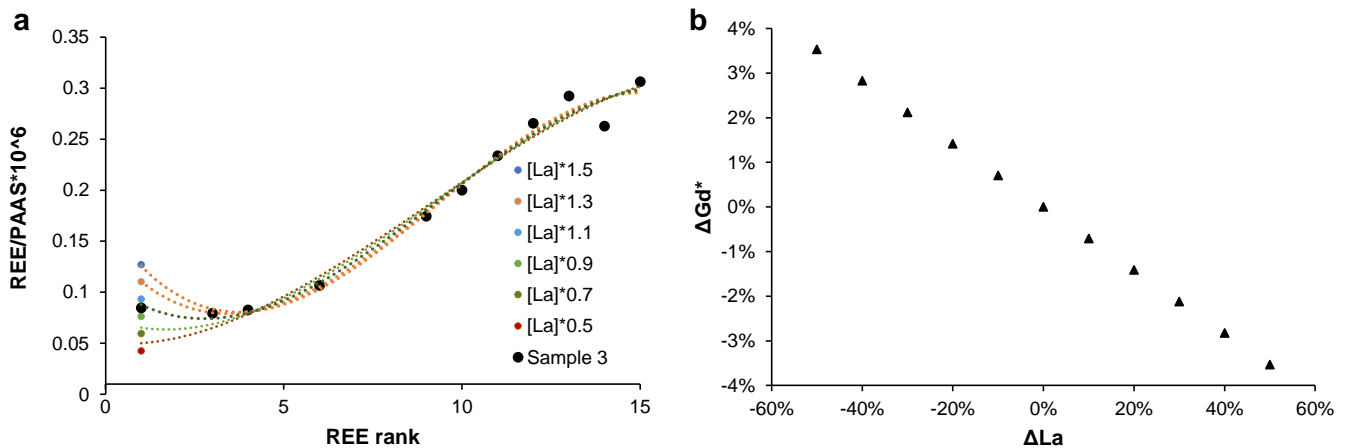 a
REE/PAAS*10^6
0.35
0.3
0.25
0.2
0.15
0.1
0.05
0
0
5
10
15
REE rank
[La]*1.5
[La]*1.3
[La]*1.1
[La]*0.9
[La]*0.7
[La]*0.5
Sample 3
b
ΔGd*
4%
3%
2%
1%
0%
-1%
-2%
-3%
-4%
-60%
-40%
-20%
0%
20%
40%
60%
ΔLa